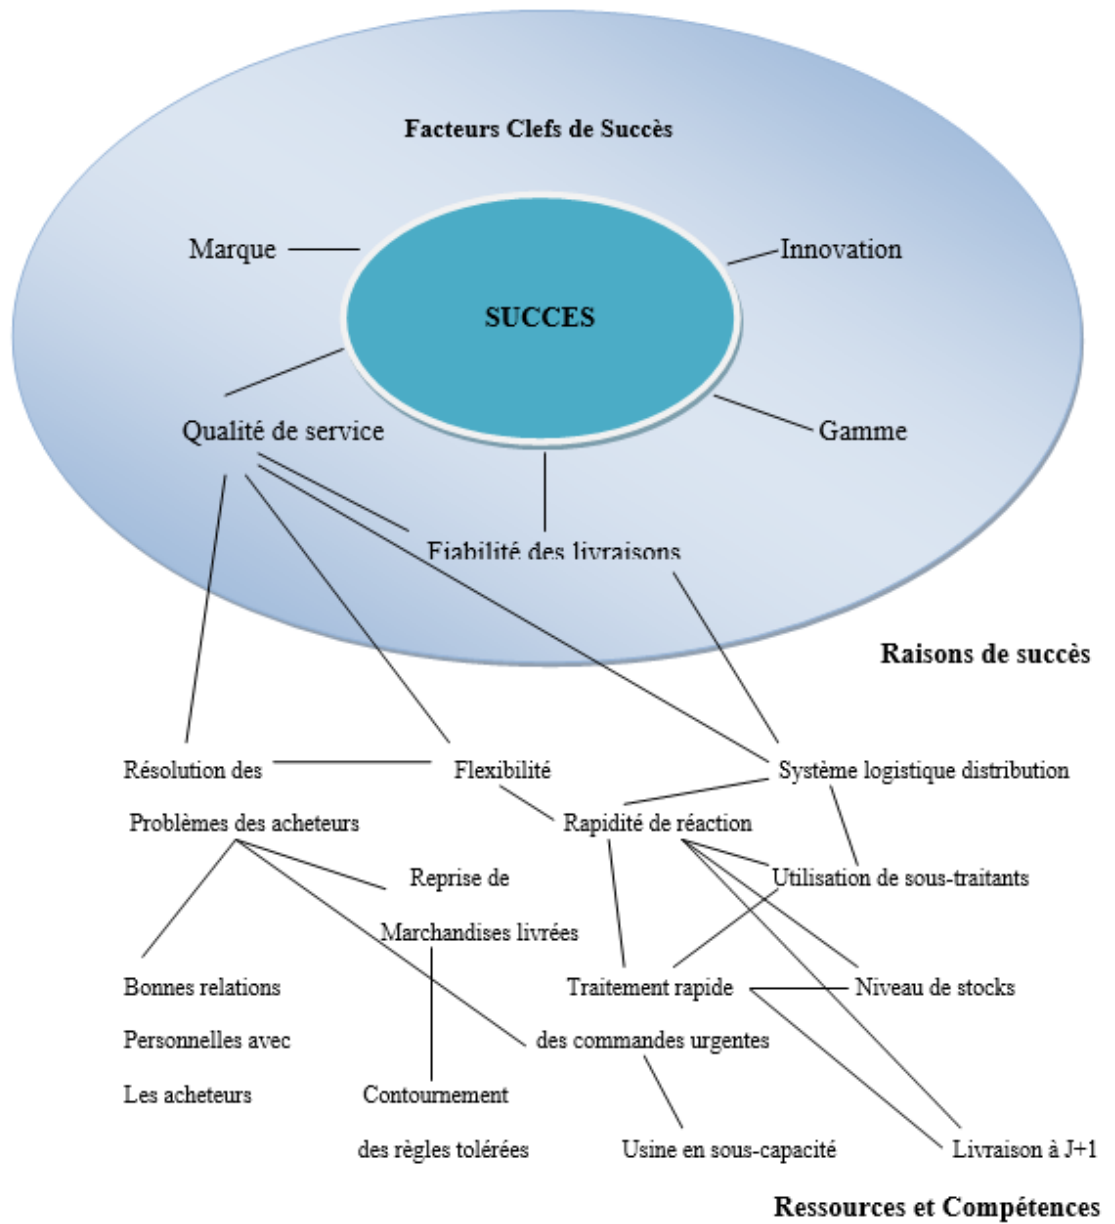 Facteurs Clefs de Succès
Marque
Innovation
SUCCES
Qualité de service
Gamme
Fiabilité des livraisons
Raisons de succès
Résolution des
Flexibilité
Système logistique distribution
Problèmes des acheteurs
Rapidité de réaction
Reprise de
Utilisation de sous-traitants
Marchandises livrées
Bonnes relations
Traitement rapide
Niveau de stocks
Personnelles avec
des commandes urgentes
Les acheteurs
Contournement
des règles tolérées
Usine en sous-capacité
Livraison à J+1
Ressources et Compétences